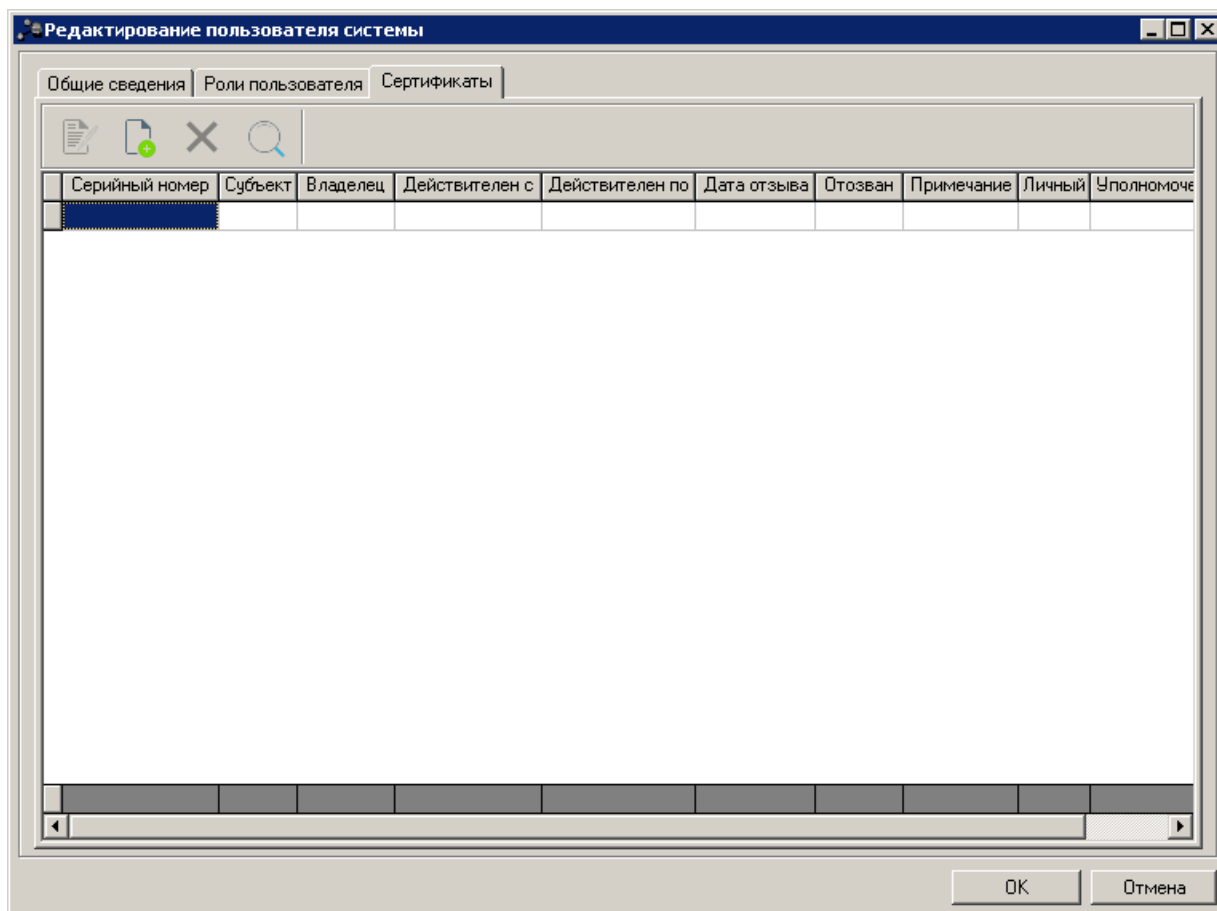 Редактирование пользователя системы
Общие сведения Роли пользователя Сертификаты
Серийный номер Субъект Владелец Действителен с Действителен по Дата отзыва Отозван Примечание Личный Уполномоче
OK Отмена